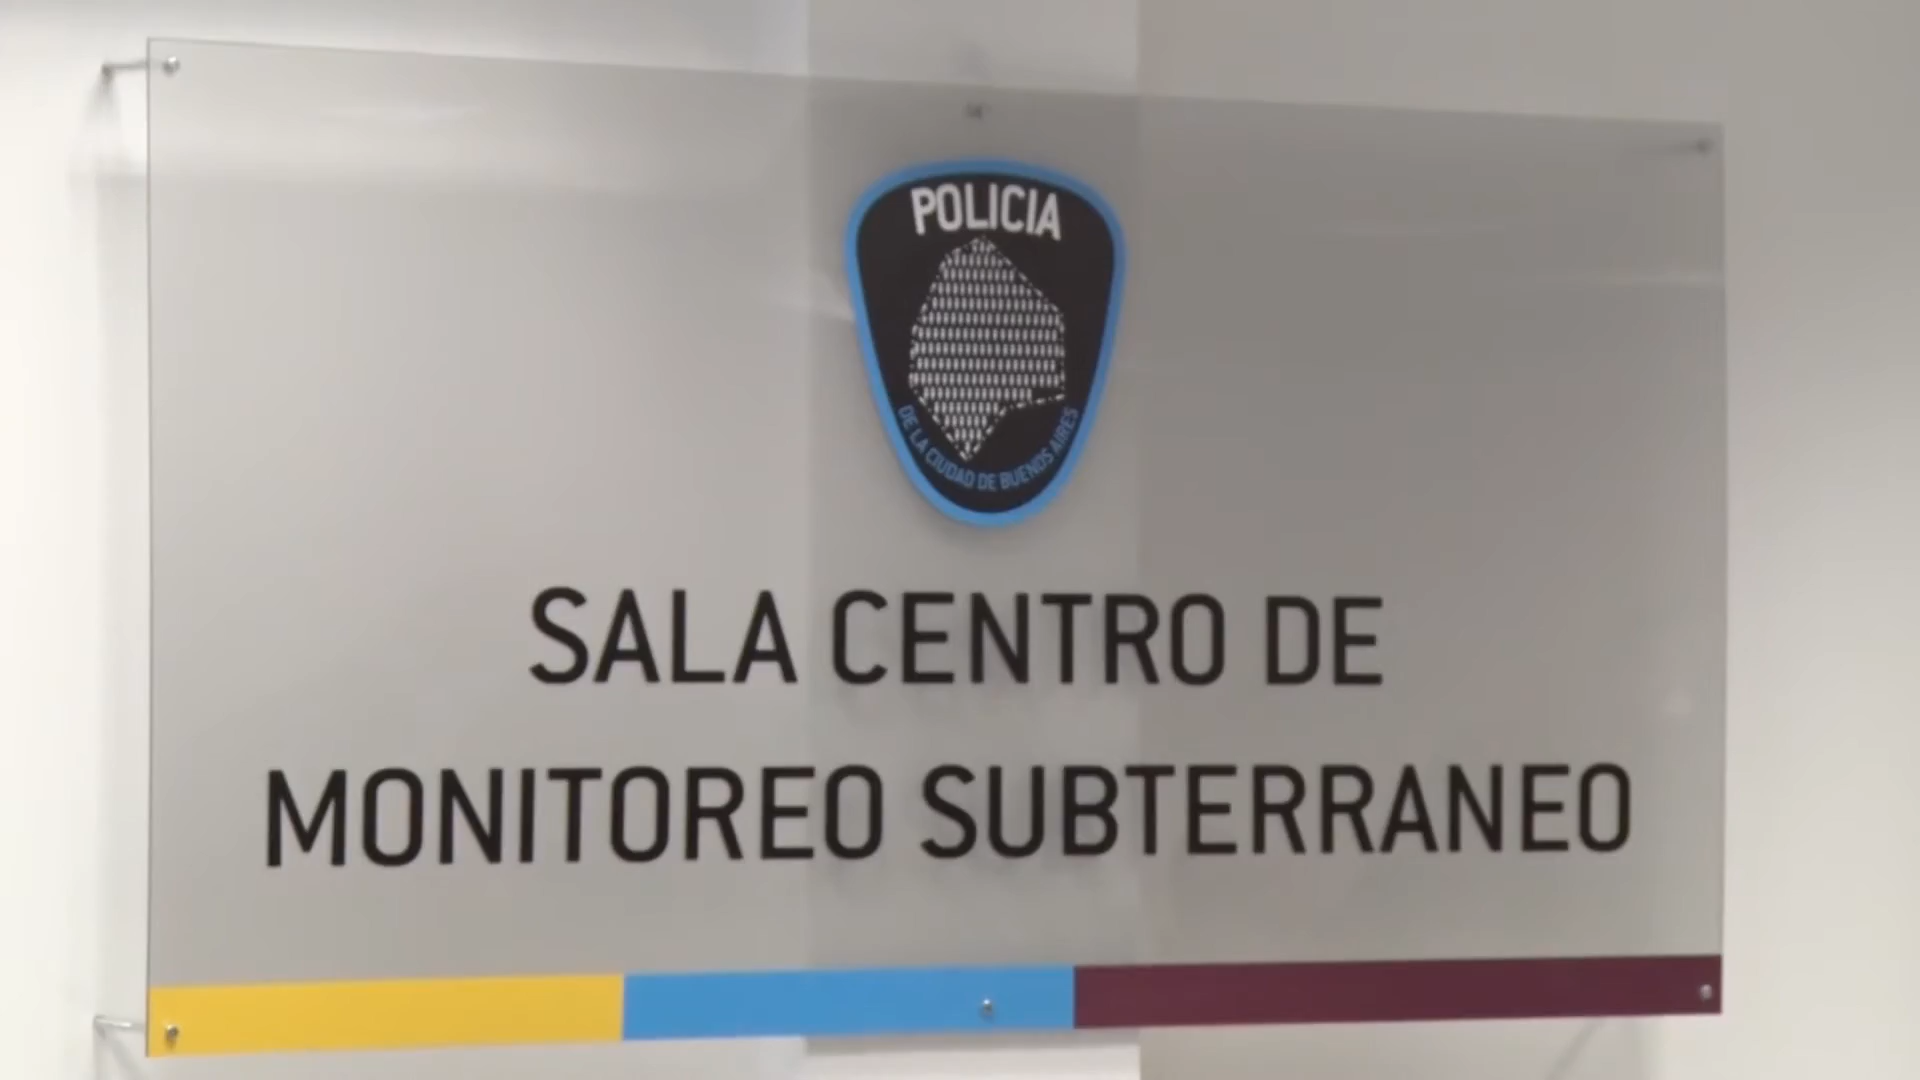 POLICIA
DE LA CIUDAD DE BUENOS AIRES
SALA CENTRO DE
MONITOREO SUBTERRANEO